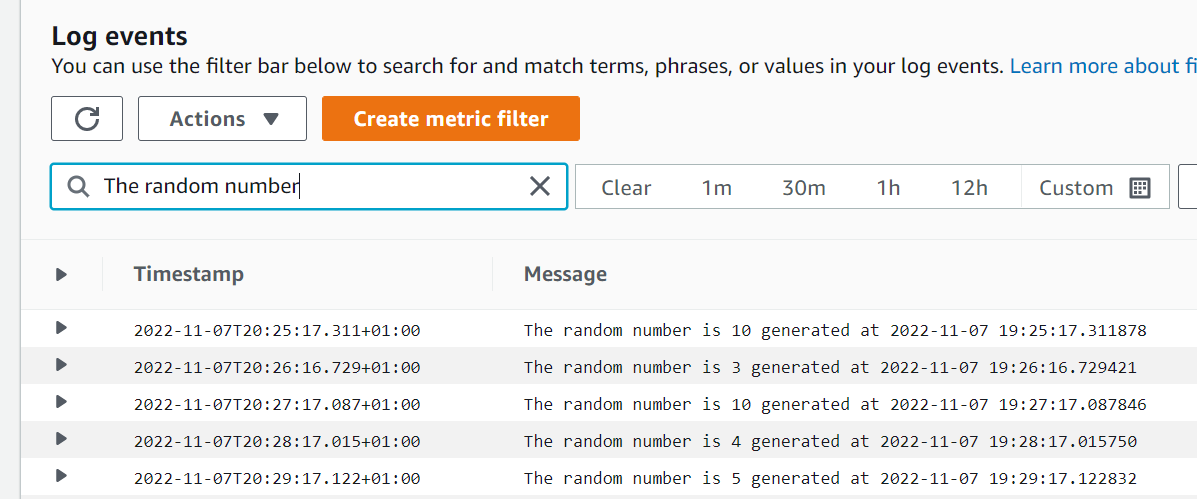 Log events
You can use the filter bar below to search for and match terms, phrases, or values in your log events. Learn more about fi
Actions Create metric filter
The random number Clear 1m 30m 1h 12h Custom
Timestamp Message
2022-11-07T20:25:17.311+01:00 The random number is 10 generated at 2022-11-07 19:25:17.311878
2022-11-07T20:26:16.729+01:00 The random number is 3 generated at 2022-11-07 19:26:16.729421
2022-11-07T20:27:17.087+01:00 The random number is 10 generated at 2022-11-07 19:27:17.087846
2022-11-07T20:28:17.015+01:00 The random number is 4 generated at 2022-11-07 19:28:17.015750
2022-11-07T20:29:17.122+01:00 The random number is 5 generated at 2022-11-07 19:29:17.122832